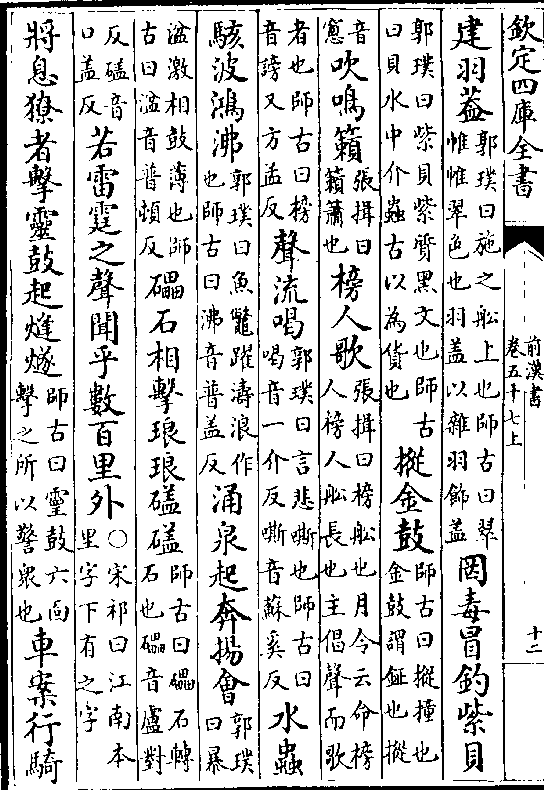 欽定四庫全書
前漢書
卷五十七上
十二
建羽葢郭璞曰施之舩上也師古曰翠帷帷翠色也羽盖以雜羽飾盖罔毒冒釣紫貝
郭璞曰紫貝紫質黑文也師古曰貝水中介蟲古以為貨也摐金鼓師古曰摐撞也金鼓謂鉦也摐
音窻吹鳴籟張揖曰籟簫也榜人歌張揖曰榜舩也月令云命榜人榜人舩長也主倡聲而歌
者也師古曰榜音謗又方孟反聲流喝郭璞曰言悲嘶也師古曰喝音一介反嘶音蘇奚反水蟲
駭波鴻沸郭璞曰魚鼈躍濤浪作也師古曰沸音普盖反涌泉起奔揚會郭璞曰暴
溢激相鼓薄也師古曰湓音普頓反礧石相擊琅琅礚礚師古曰礧石轉石也礧音盧對
反礚音口盖反若雷霆之聲聞乎數百里外○宋祁曰江南本里字下有之字
將息獠者擊靈鼓起㷭燧師古曰靈鼓六面擊之所以警衆也車案行騎